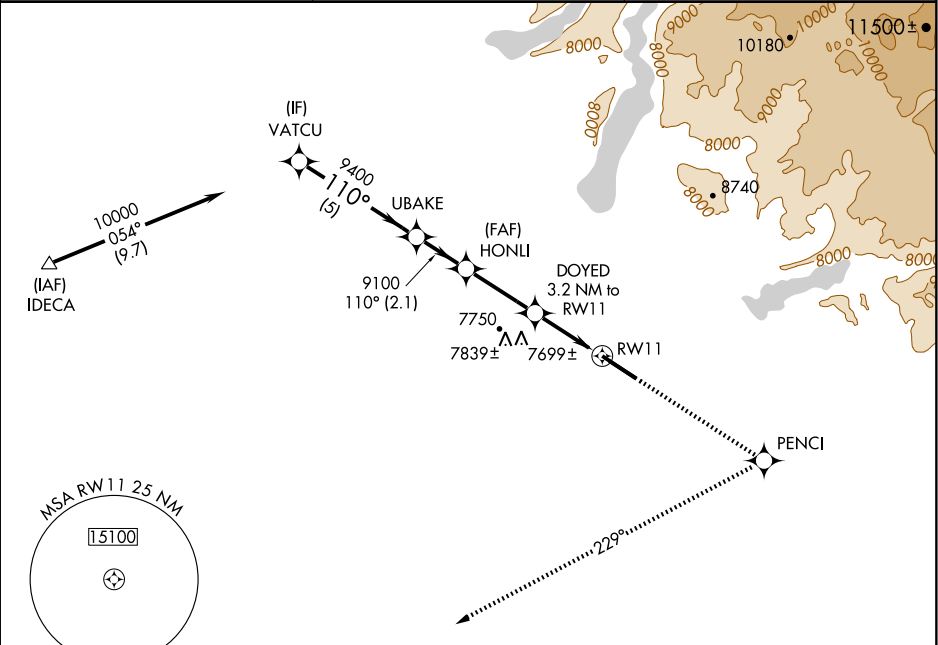 9000
10000
11500±
8000
10180
8000
10000
9000
8000
8000
8740
8000
8000
8000
(IF)
VATCU
9400
110°
(5)
UBAKE
(FAF)
HONLI
10000
054°
(9.7)
(IAF)
IDECA
9100
110° (2.1)
DOYED
3.2 NM to
RW11
7750
7839±
7699±
RW11
PENCI
229°
MSA RW11 25 NM
15100